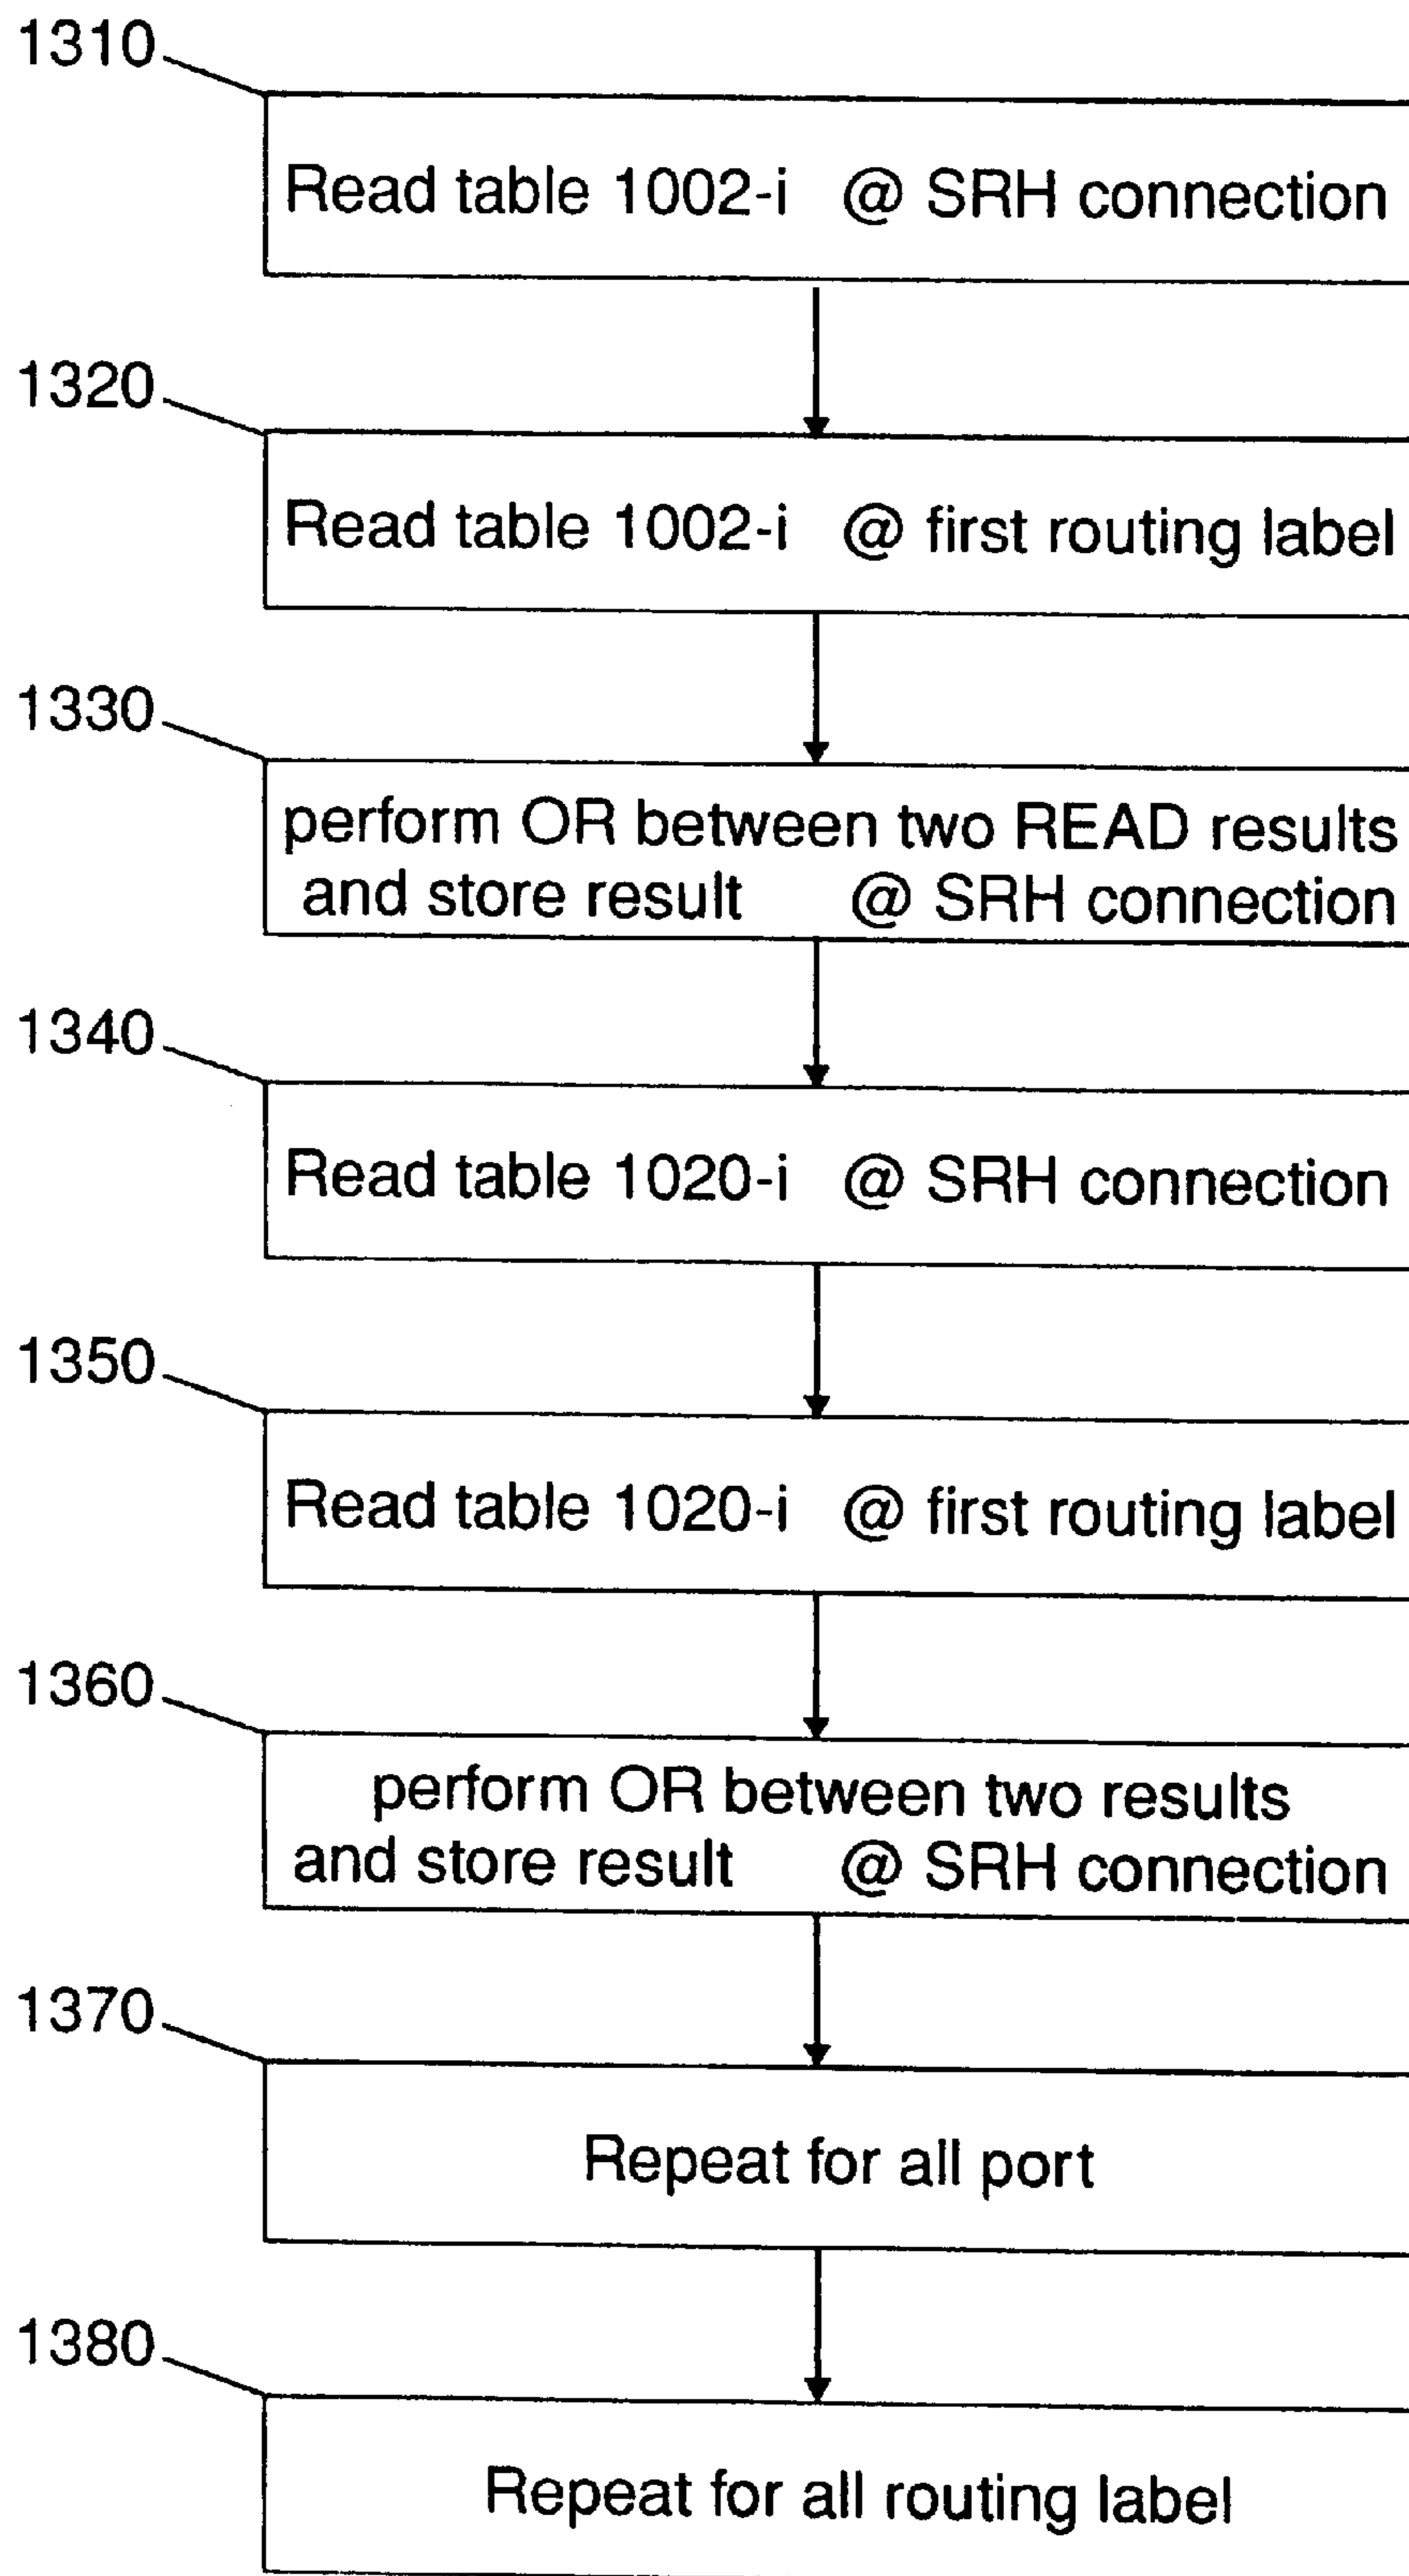 1310
Read table 1002-i @ SRH connection
1320
Read table 1002-i @ first routing label
1330
perform OR between two READ results
and store result @ SRH connection
1340
Read table 1020-i @ SRH connection
1350
Read table 1020-i @ first routing label
1360
perform OR between two results
and store result @ SRH connection
1370
Repeat for all port
1380
Repeat for all routing label